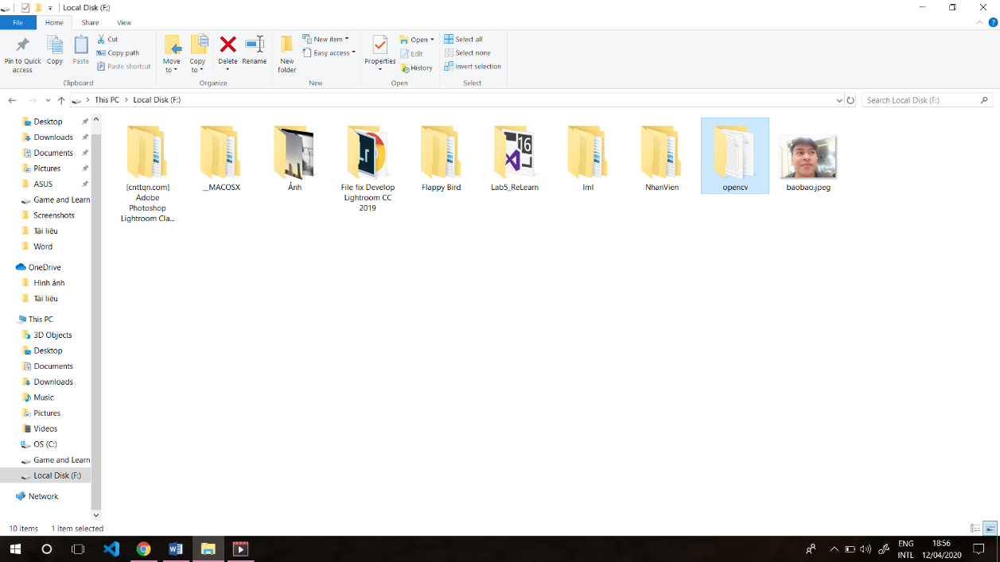 Local Disk (F:)
File
Home
Share
View
Pin to Quick
access
Copy
Paste
Cut
Copy path
Paste shortcut
Clipboard
Move
to
Copy
to
Delete
Rename
Organize
New
folder
New item
Easy access
New
Properties
Open
Edit
History
Open
Select all
Select none
Invert selection
Select
This PC
Local Disk (F:)
Search Local Disk (F:)
Desktop
Downloads
Documents
Pictures
ASUS
Game and Learn
Screenshots
Tài liệu
Word
OneDrive
Hình ảnh
Tài liệu
This PC
3D Objects
Desktop
Documents
Downloads
Music
Pictures
Videos
OS (C:)
Game and Learn
Local Disk (F:)
Network
[cnttqn.com]
Adobe
Photoshop
Lightroom Cla...
__MACOSX
Ảnh
File fix Develop
Lightroom CC
2019
Flappy Bird
16
Lab5_ReLearn
lml
NhanVien
opencv
baobao.jpeg
10 items
1 item selected
ENG
INTL
18:56
12/04/2020